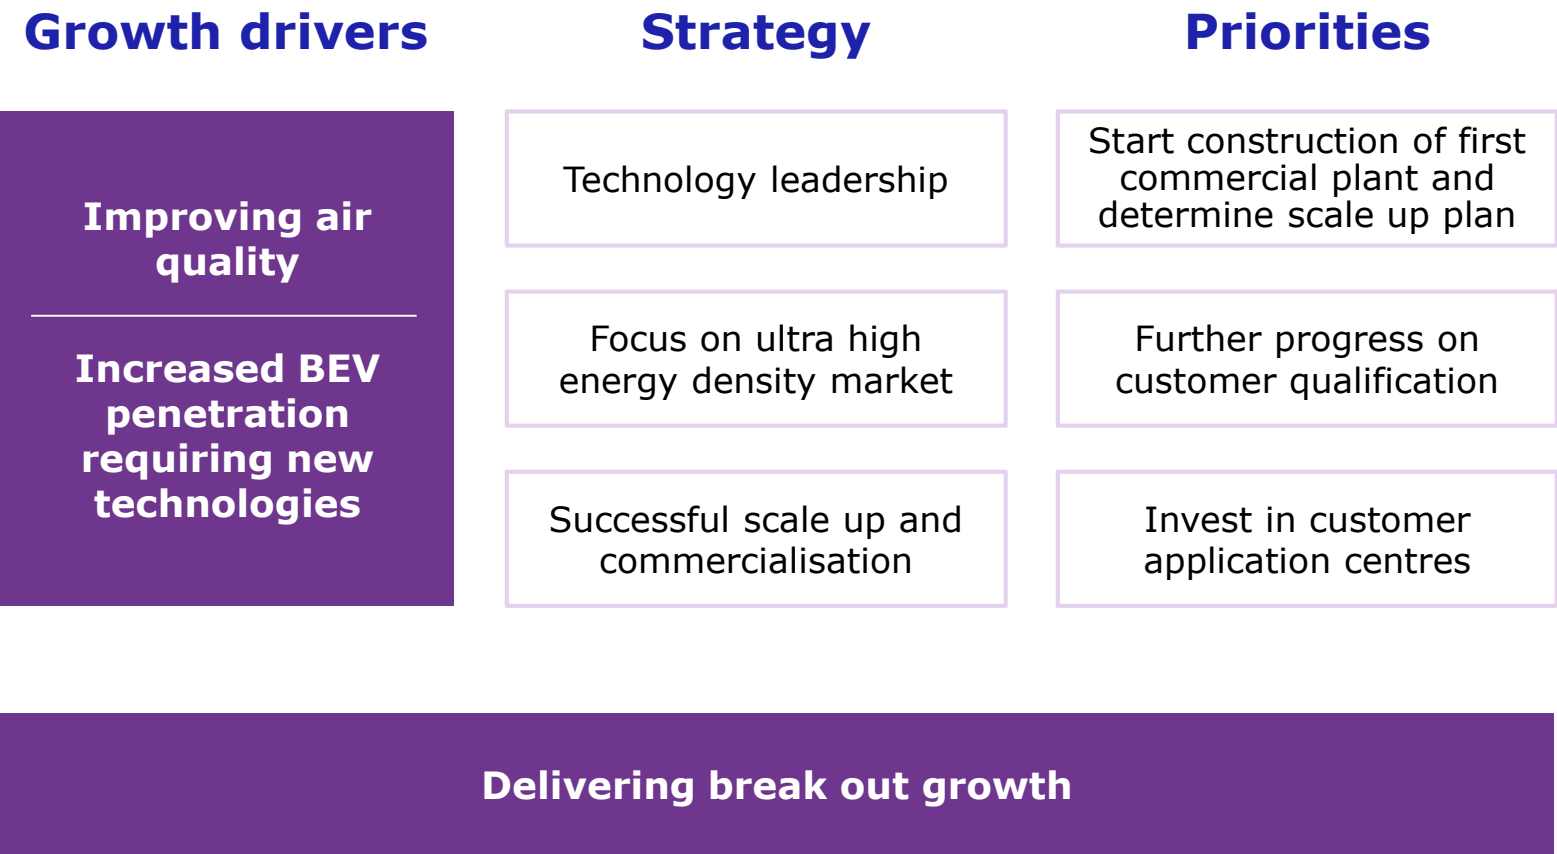 Growth drivers
Strategy
Priorities
Improving air
quality
Increased BEV
penetration
requiring new
technologies
Technology leadership
Focus on ultra high
energy density market
Successful scale up and
commercialisation
Start construction of first
commercial plant and
determine scale up plan
Further progress on
customer qualification
Invest in customer
application centres
Delivering break out growth